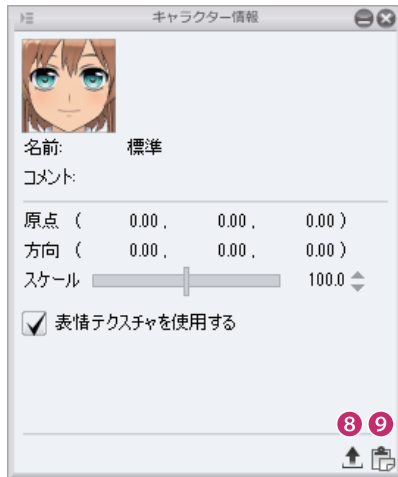 キャラクター情報
名前: 標準
コメント:
原点 ( 0.00 , 0.00 , 0.00 )
方向 ( 0.00 , 0.00 , 0.00 )
スケール 100.0
表情テクスチャを使用する
8 9